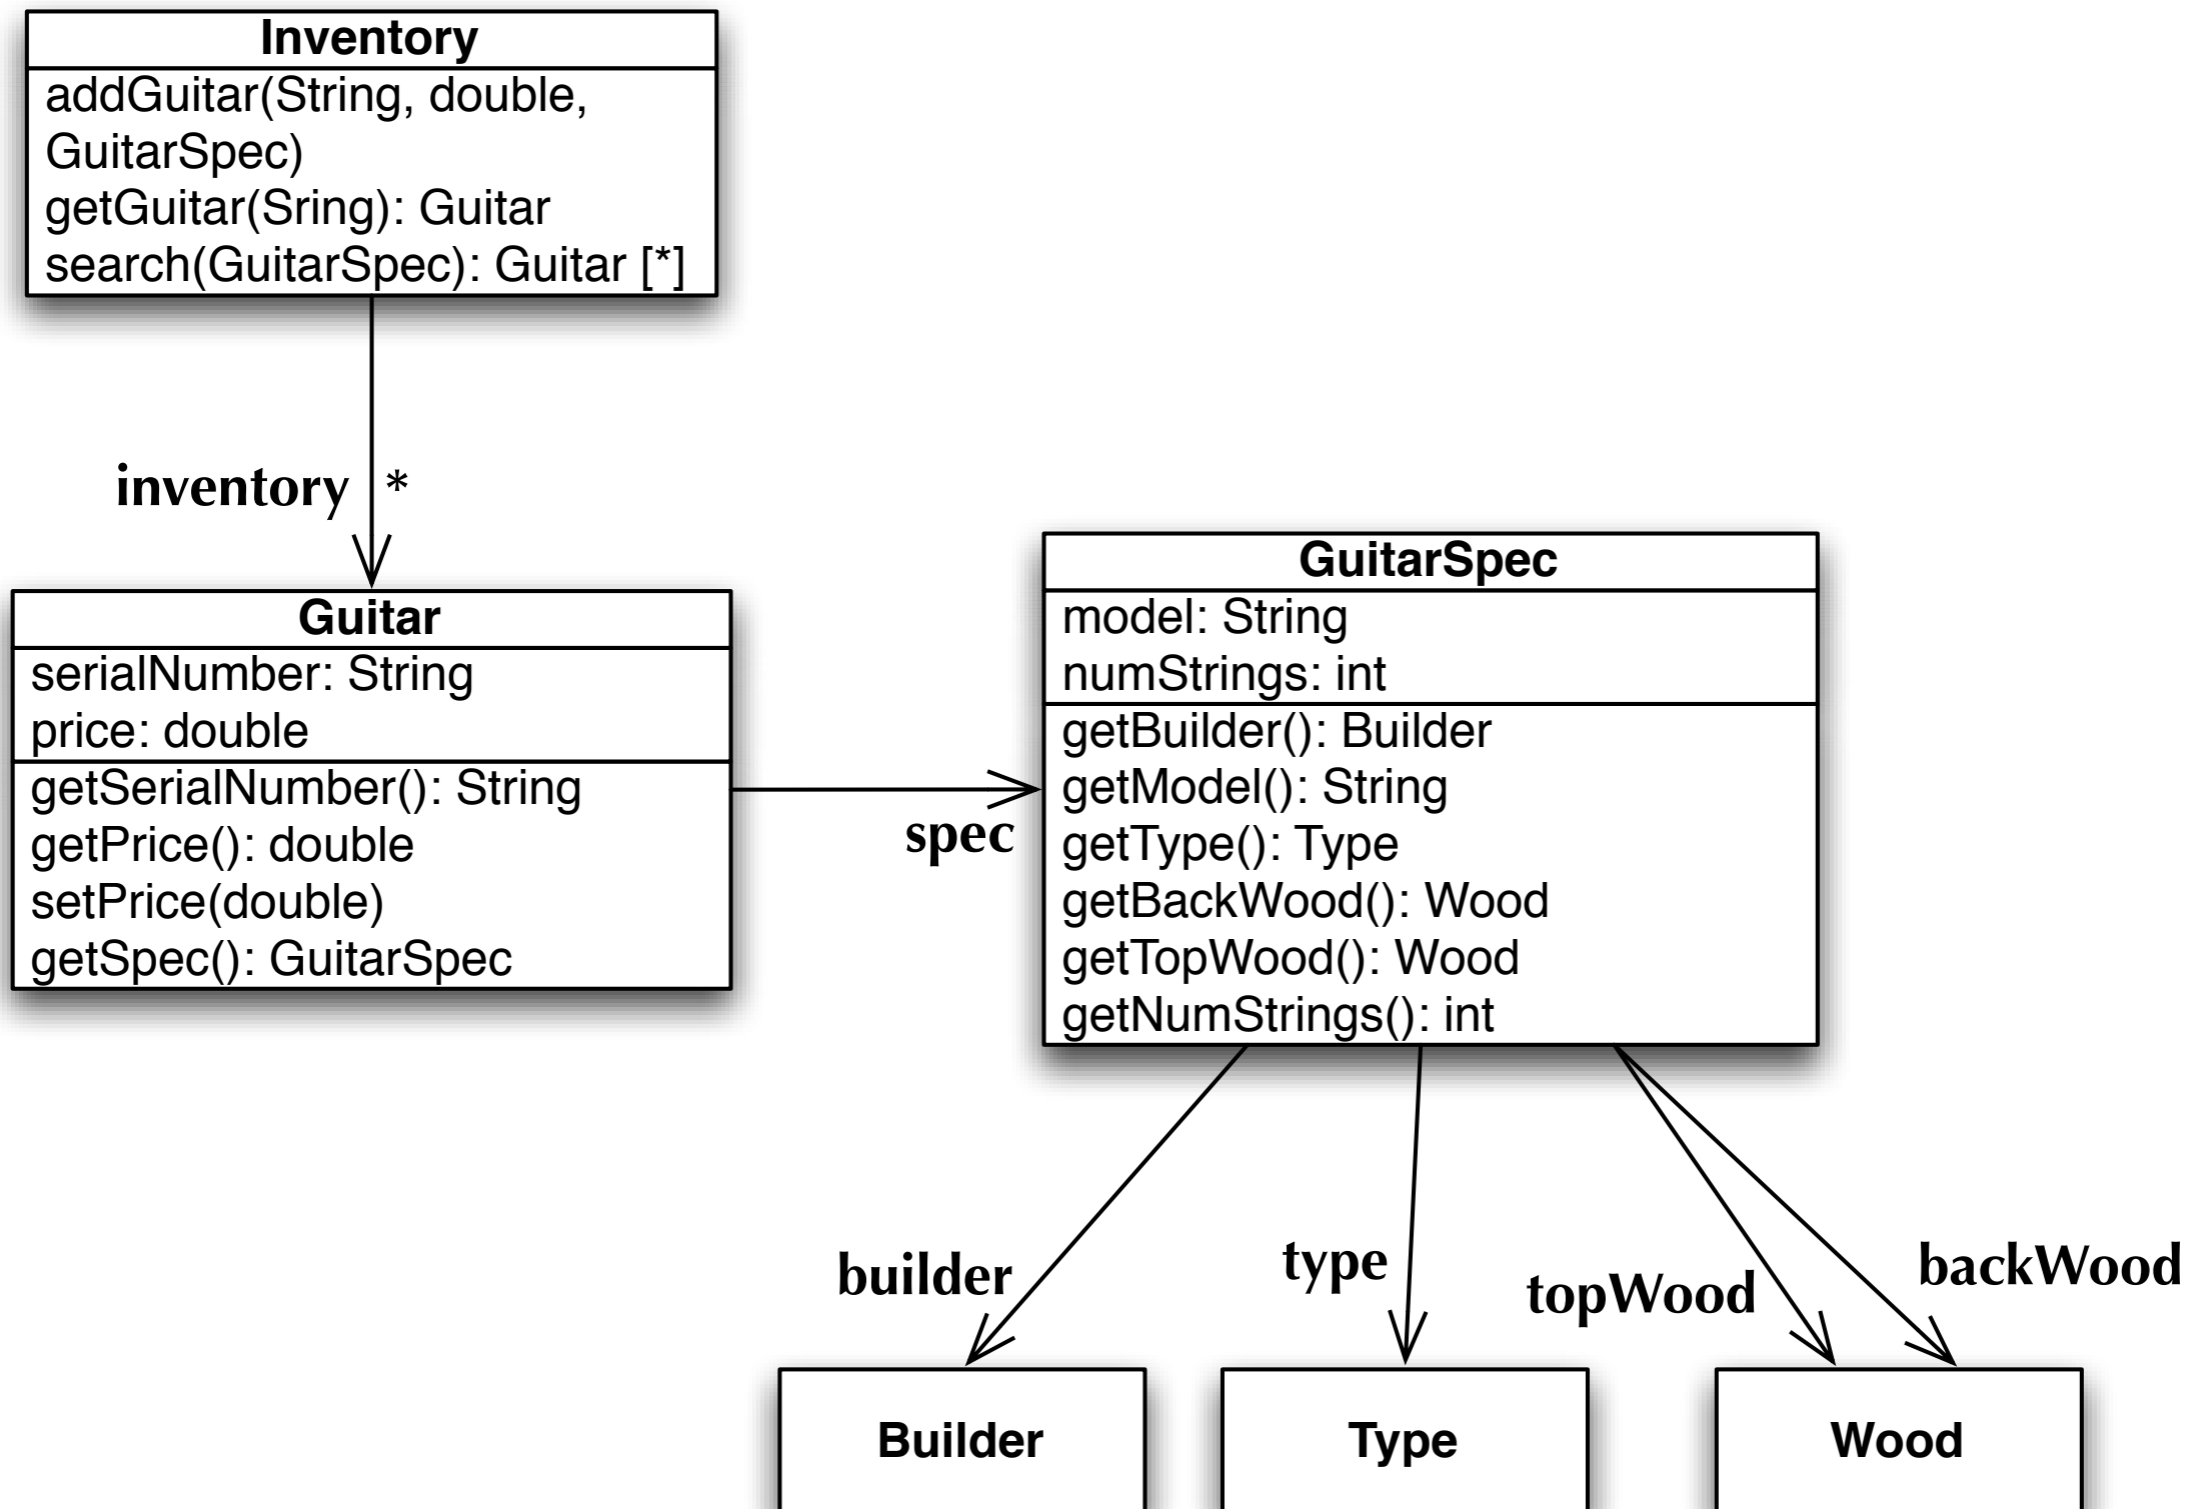 Inventory
addGuitar(String, double,
GuitarSpec)
getGuitar(Sring): Guitar
search(GuitarSpec): Guitar [*]
inventory *
Guitar
serialNumber: String
price: double
getSerialNumber(): String
getPrice(): double
setPrice(double)
getSpec(): GuitarSpec
spec
GuitarSpec
model: String
numStrings: int
getBuilder(): Builder
getModel(): String
getType(): Type
getBackWood(): Wood
getTopWood(): Wood
getNumStrings(): int
builder
type
topWood
backWood
Builder
Type
Wood